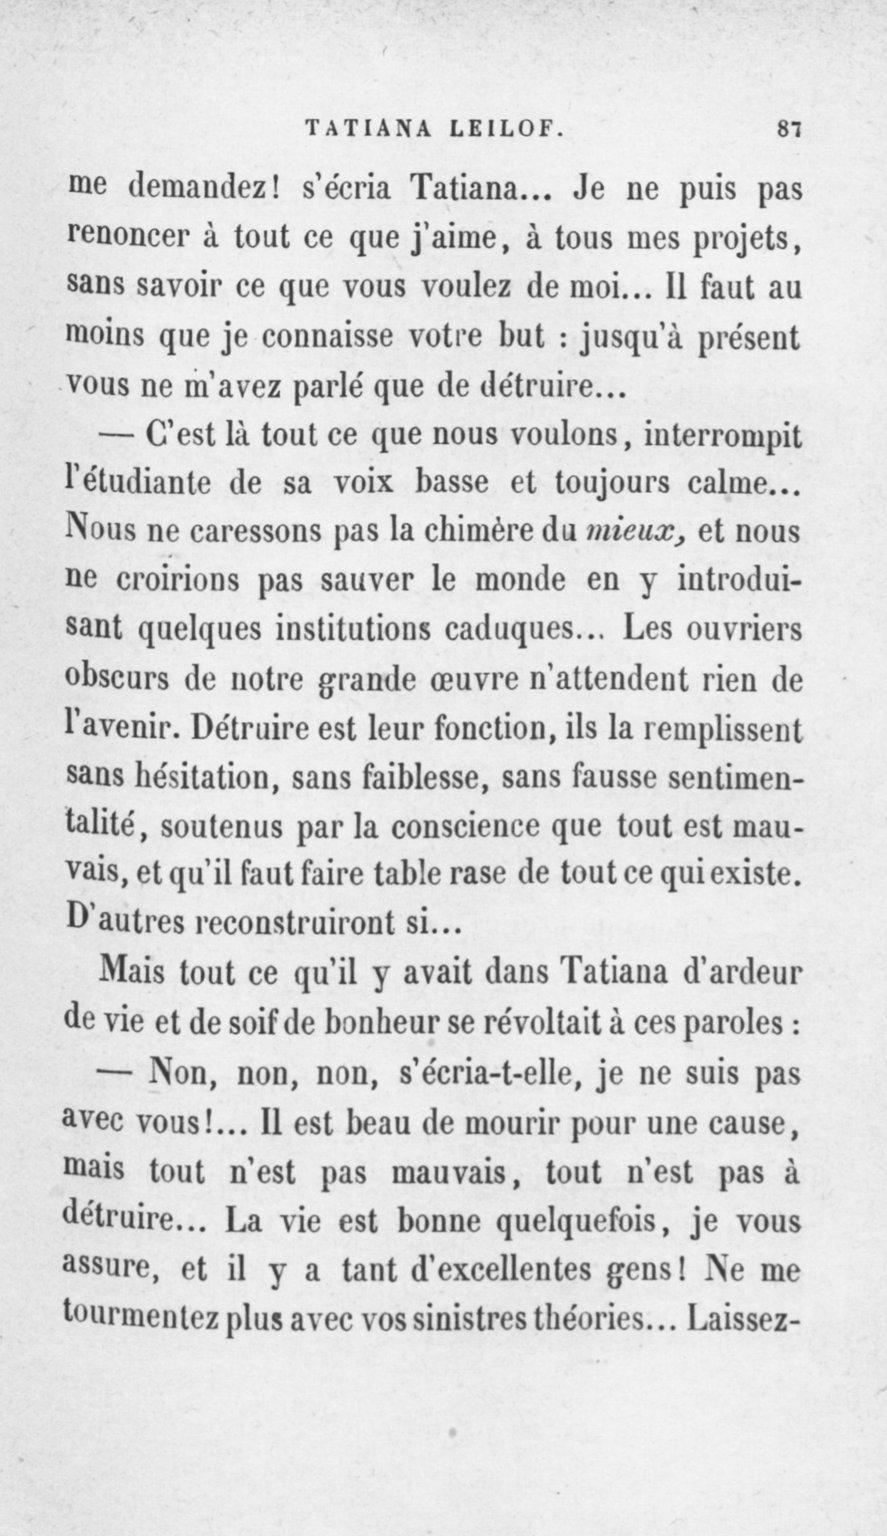 TATIANA LEILOF. 87
me demandez! s'écria Tatiana... Je ne puis pas
renoncer à tout ce que j'aime, à tous mes projets,
sans savoir ce que vous voulez de moi... Il faut au
moins que je connaisse votre but : jusqu'à présent
vous ne m'avez parlé que de détruire...
— C'est là tout ce que nous voulons, interrompit
l'étudiante de sa voix basse et toujours calme...
Nous ne caressons pas la chimère du mieux, et nous
ne croirions pas sauver le monde en y introdui-
sant quelques institutions caduques... Les ouvriers
obscurs de notre grande œuvre n'attendent rien de
l'avenir. Détruire est leur fonction, ils la remplissent
sans hésitation, sans faiblesse, sans fausse sentimen-
talité, soutenus par la conscience que tout est mau-
vais, et qu'il faut faire table rase de tout ce qui existe.
D'autres reconstruiront si...
Mais tout ce qu'il y avait dans Tatiana d'ardeur
de vie et de soif de bonheur se révoltait à ces paroles :
— Non, non, non, s'écria-t-elle, je ne suis pas
avec vous!... Il est beau de mourir pour une cause,
mais tout n'est pas mauvais, tout n'est pas à
détruire... La vie est bonne quelquefois, je vous
assure, et il y a tant d'excellentes gens! Ne me
tourmentez plus avec vos sinistres théories... Laissez-